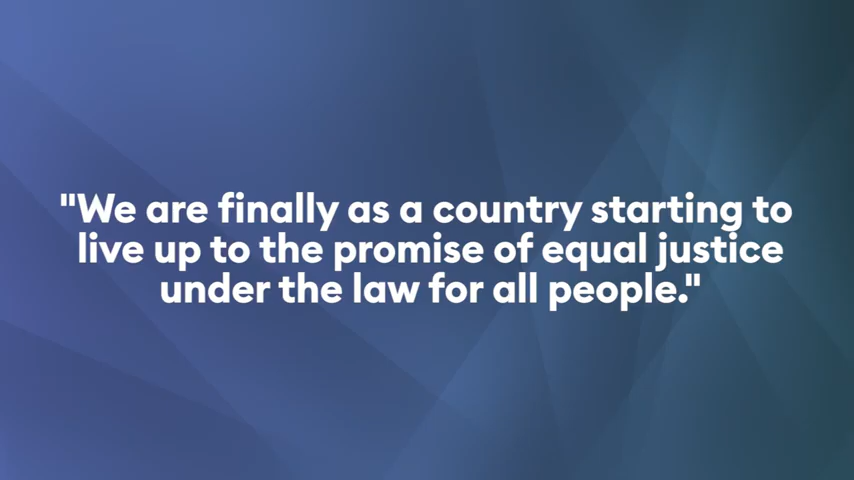 "We are finally as a country starting to
live up to the promise of equal justice
under the law for all people."